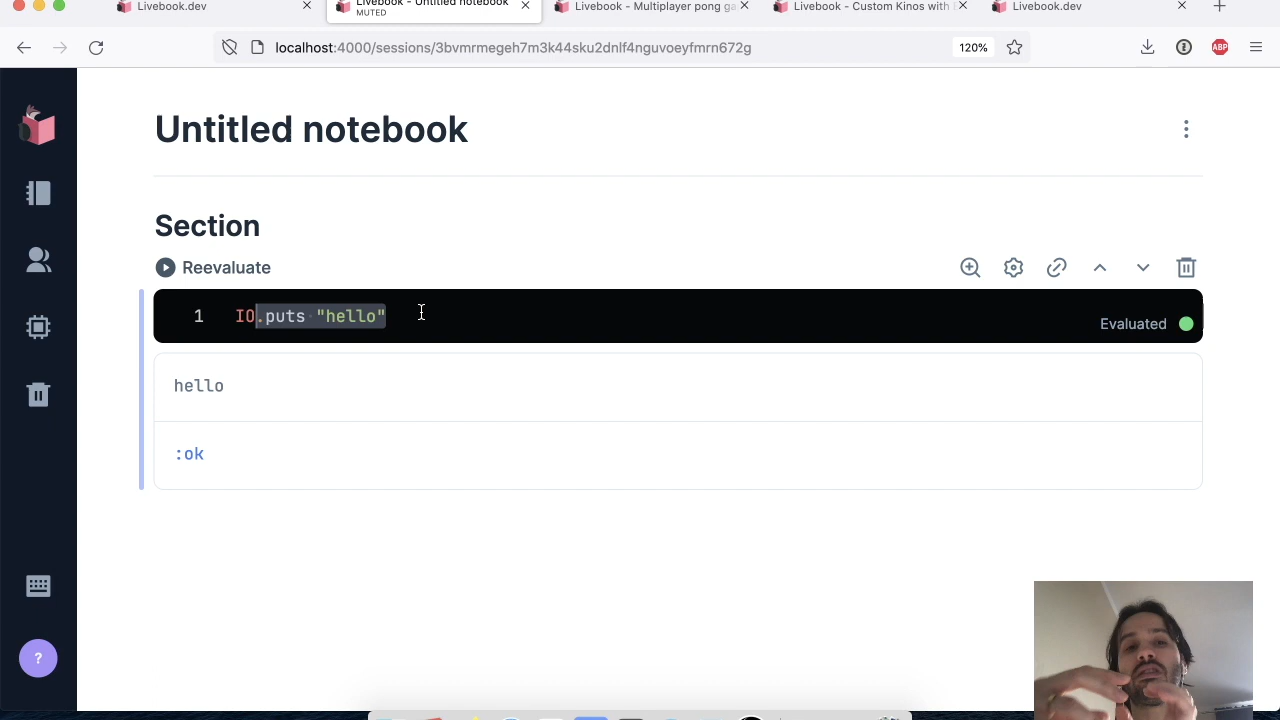 Livebook.dev
Livebook - Untitled notebook
MUTED
Livebook - Multiplayer pong ga
Livebook - Custom Kinos with
Livebook.dev
localhost:4000/sessions/3bvmrmegeh7m3k44sku2dnlf4nguvoeyfmrn672g
120%
ABP
Untitled notebook
Section
Reevaluate
1 IO.puts "hello"
Evaluated
hello
:ok
?